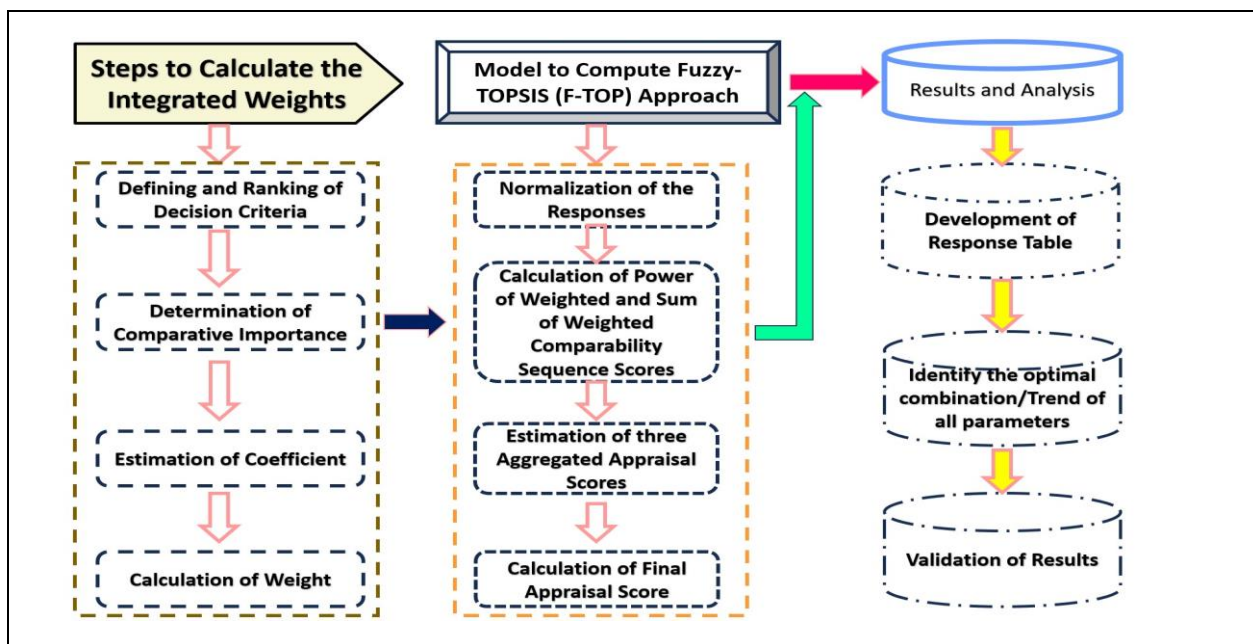 Steps to Calculate the
Integrated Weights
Defining and Ranking of
Decision Criteria
Determination of
Comparative Importance
Estimation of Coefficient
Calculation of Weight
Model to Compute Fuzzy-
TOPSIS (F-TOP) Approach
Normalization of the
Responses
Calculation of Power
of Weighted and Sum
of Weighted
Comparability
Sequence Scores
Estimation of three
Aggregated Appraisal
Scores
Calculation of Final
Appraisal Score
Results and Analysis
Development of
Response Table
Identify the optimal
combination/Trend of
all parameters
Validation of Results